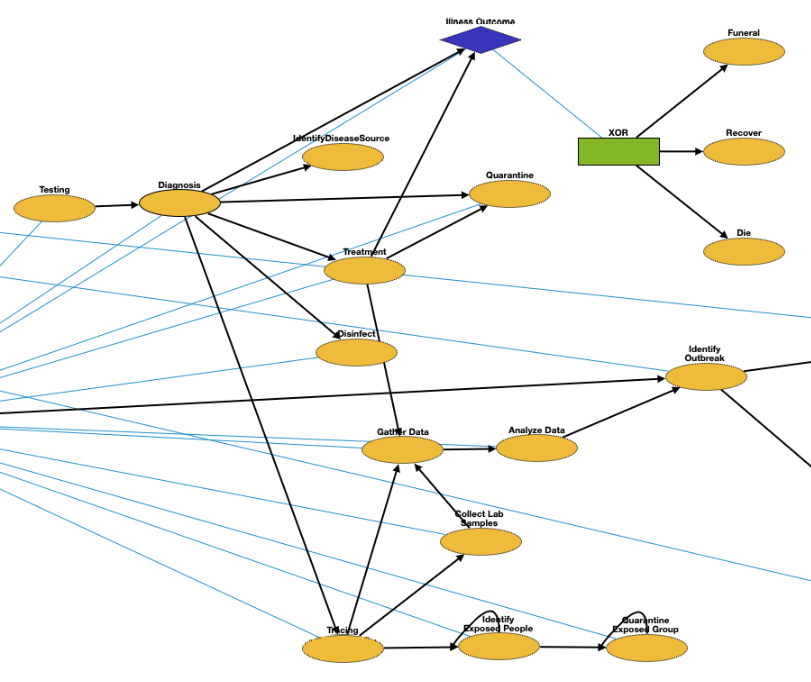 Illness Outcome
Funeral
XOR
Recover
IdentifyDiseaseSource
Quarantine
Diagnosis
Testing
Die
Treatment
Disinfect
Identify
Outbreak
Gather Data
Analyze Data
Collect Lab
Samples
Tracing
Identify
Exposed People
Quarantine
Exposed Group